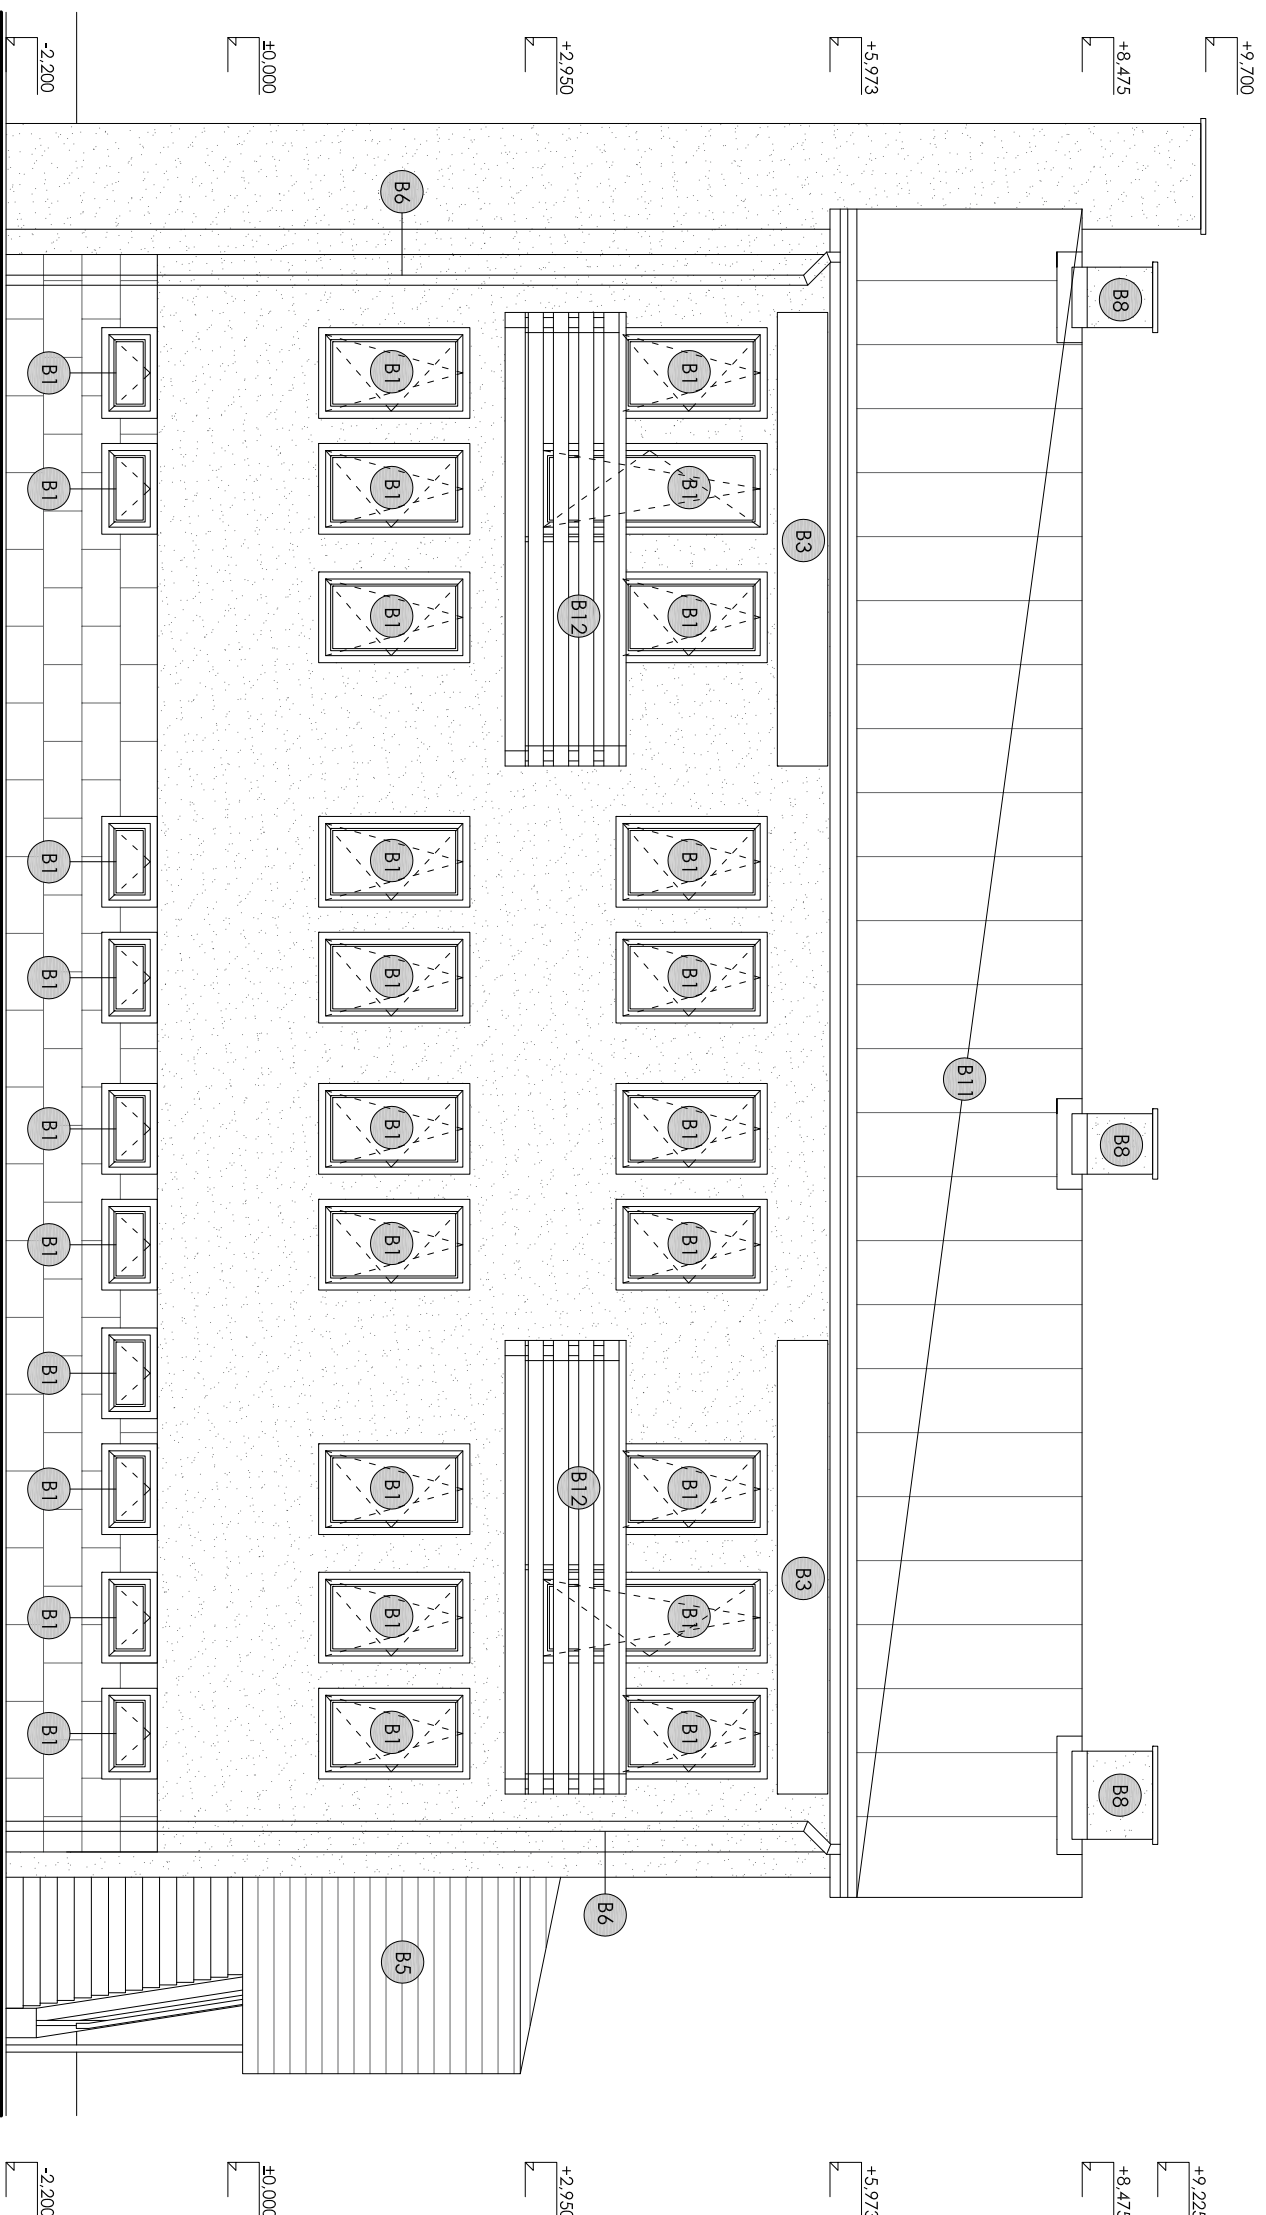 +9,700
+9,225
B8 B8 B8
+8,475 +8,475
B11
+5,973 +5,973
B3 B3
B1 B1 B1 B1 B1 B1 B1 B1 B1 B1
B6
B12 B12
+2,950 +2,950
B6 B5
B1 B1 B1 B1 B1 B1 B1 B1 B1 B1
±0,000 ±0,000
B1 B1 B1 B1 B1 B1 B1 B1 B1 B1
-2,200 -2,200